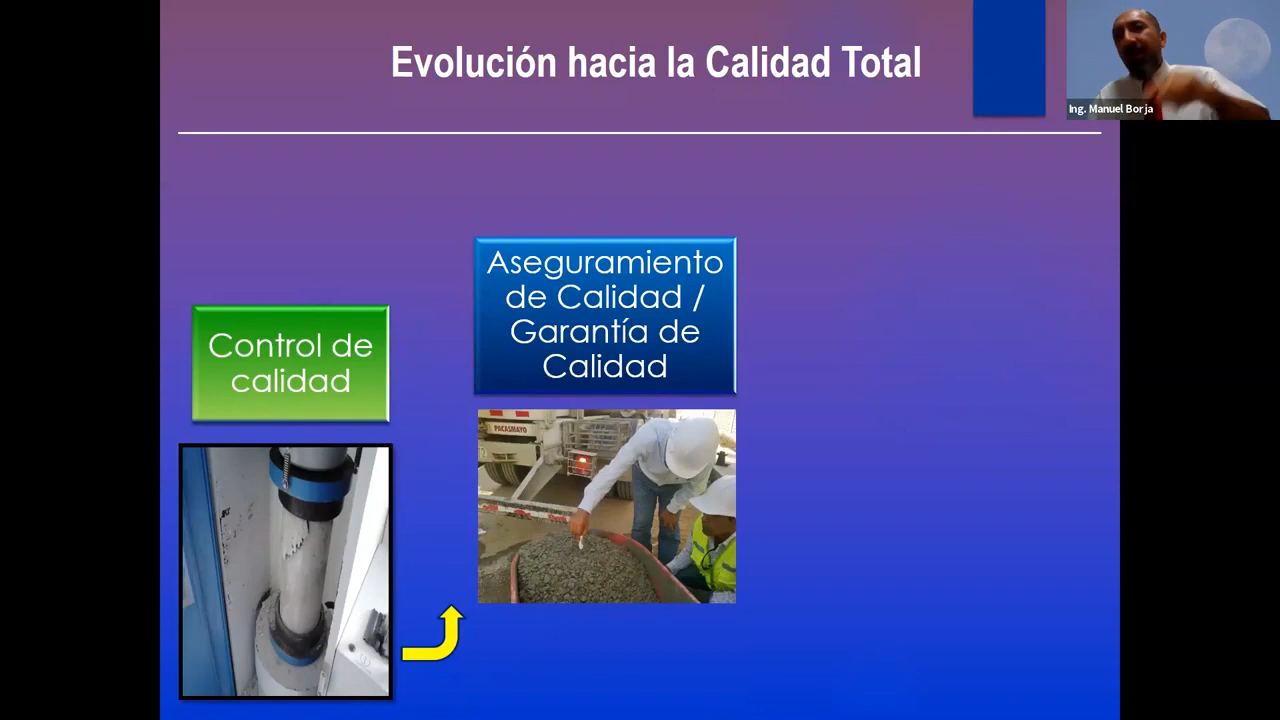 Evolución hacia la Calidad Total
Ing. Manuel Borja
Aseguramiento
de Calidad /
Garantía de
Calidad
Control de
calidad
PACASMAYO